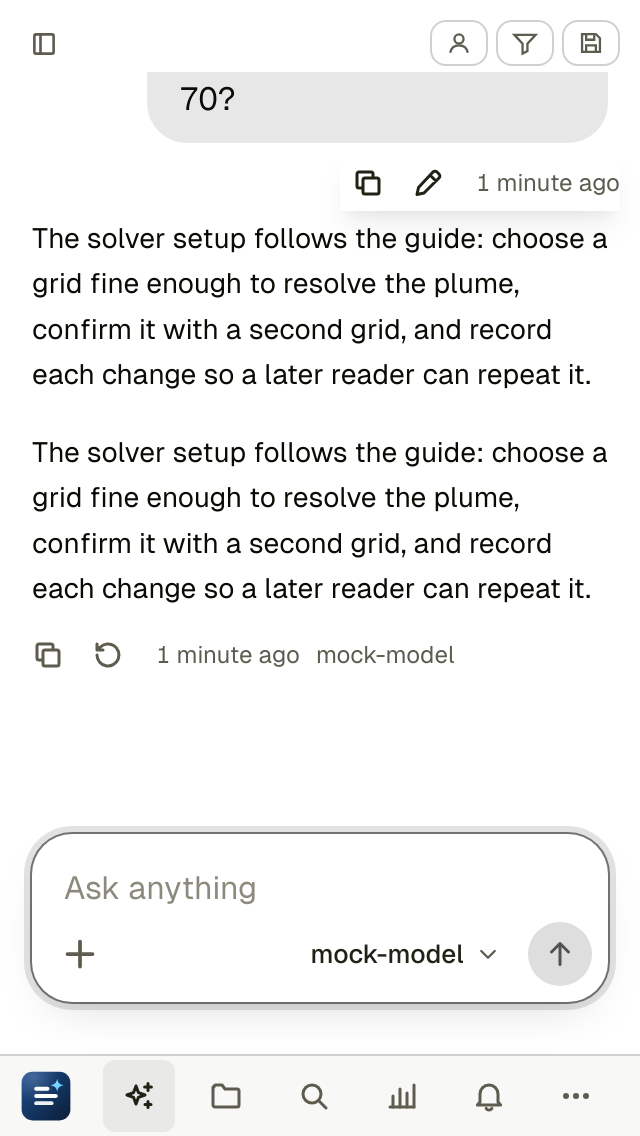 70?
1 minute ago
The solver setup follows the guide: choose a
grid fine enough to resolve the plume,
confirm it with a second grid, and record
each change so a later reader can repeat it.
The solver setup follows the guide: choose a
grid fine enough to resolve the plume,
confirm it with a second grid, and record
each change so a later reader can repeat it.
1 minute ago mock-model
Ask anything
mock-model